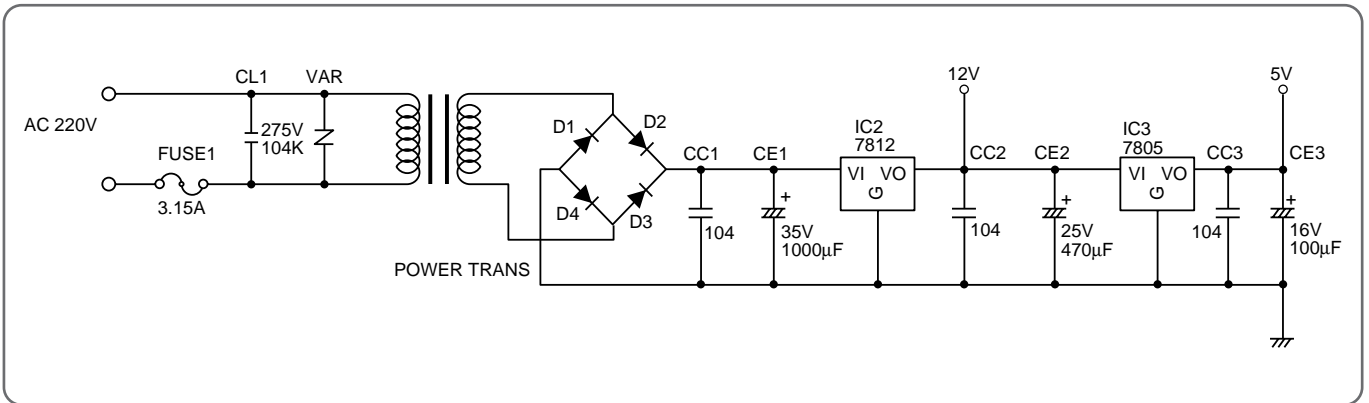 AC 220V
FUSE1
3.15A
CL1
275V
104K
VAR
POWER TRANS
D1
D2
D4
D3
CC1
104
CE1
+
35V
1000µF
IC2
7812
VI VO
G
12V
CC2
104
CE2
+
25V
470µF
IC3
7805
VI VO
G
CC3
104
5V
CE3
+
16V
100µF